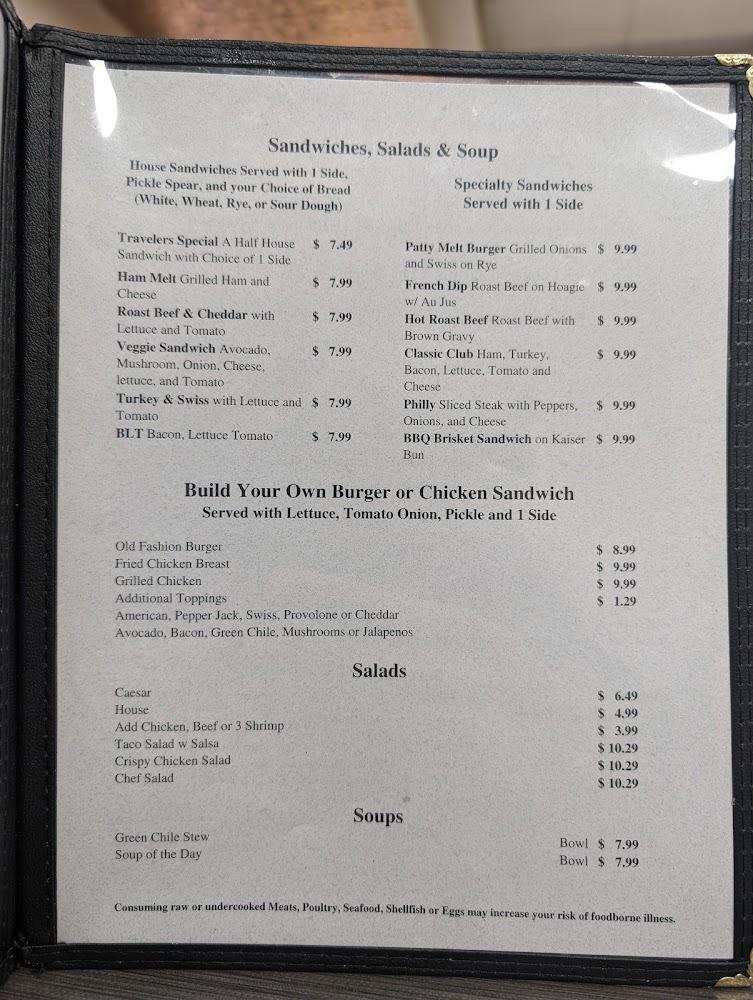 Sandwiches, Salads & Soup
House Sandwiches Served with 1 Side,
Pickle Spear, and your Choice of Bread
(White, Wheat, Rye, or Sour Dough)
Travelers Special A Half House $ 7.49
Sandwich with Choice of 1 Side
Ham Melt Grilled Ham and $ 7.99
Cheese
Roast Beef & Cheddar with $ 7.99
Lettuce and Tomato
Veggie Sandwich Avocado, $ 7.99
Mushroom, Onion, Cheese,
lettuce, and Tomato
Turkey & Swiss with Lettuce and $ 7.99
Tomato
BLT Bacon, Lettuce Tomato $ 7.99
Specialty Sandwiches
Served with 1 Side
Patty Melt Burger Grilled Onions $ 9.99
and Swiss on Rye
French Dip Roast Beef on Hoagie $ 9.99
w/ Au Jus
Hot Roast Beef Roast Beef with $ 9.99
Brown Gravy
Classic Club Ham, Turkey, $ 9.99
Bacon, Lettuce, Tomato and
Cheese
Philly Sliced Steak with Peppers, $ 9.99
Onions, and Cheese
BBQ Brisket Sandwich on Kaiser $ 9.99
Bun
Build Your Own Burger or Chicken Sandwich
Served with Lettuce, Tomato Onion, Pickle and 1 Side
Old Fashion Burger $ 8.99
Fried Chicken Breast $ 9.99
Grilled Chicken $ 9.99
Additional Toppings $ 1.29
American, Pepper Jack, Swiss, Provolone or Cheddar
Avocado, Bacon, Green Chile, Mushrooms or Jalapenos
Salads
Caesar $ 6.49
House $ 4.99
Add Chicken, Beef or 3 Shrimp $ 3.99
Taco Salad w Salsa $ 10.29
Crispy Chicken Salad $ 10.29
Chef Salad $ 10.29
Soups
Green Chile Stew Bowl $ 7.99
Soup of the Day Bowl $ 7.99
Consuming raw or undercooked Meats, Poultry, Seafood, Shellfish or Eggs may increase your risk of foodborne illness.